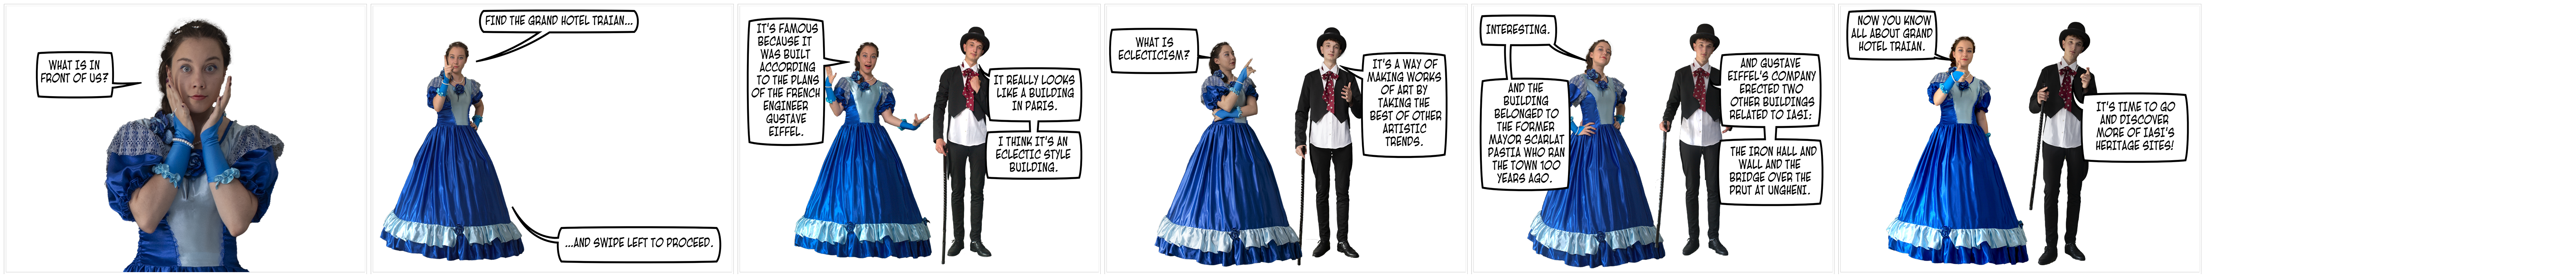 WHAT IS IN
FRONT OF US?
FIND THE GRAND HOTEL TRAIAN...
...AND SWIPE LEFT TO PROCEED.
IT'S FAMOUS
BECAUSE IT
WAS BUILT
ACCORDING
TO THE PLANS
OF THE FRENCH
ENGINEER
GUSTAVE
EIFFEL.
IT REALLY LOOKS
LIKE A BUILDING
IN PARIS.
I THINK IT'S AN
ECLECTIC STYLE
BUILDING.
WHAT IS
ECLECTICISM?
IT'S A WAY OF
MAKING WORKS
OF ART BY
TAKING THE
BEST OF OTHER
ARTISTIC
TRENDS.
INTERESTING.
AND THE
BUILDING
BELONGED TO
THE FORMER
MAYOR SCARLAT
PASTIA WHO RAN
THE TOWN 100
YEARS AGO.
AND GUSTAVE
EIFFEL'S COMPANY
ERECTED TWO
OTHER BUILDINGS
RELATED TO IASI:
THE IRON HALL AND
WALL AND THE
BRIDGE OVER THE
PRUT AT UNGHENI.
NOW YOU KNOW
ALL ABOUT GRAND
HOTEL TRAIAN.
IT'S TIME TO GO
AND DISCOVER
MORE OF IASI'S
HERITAGE SITES!